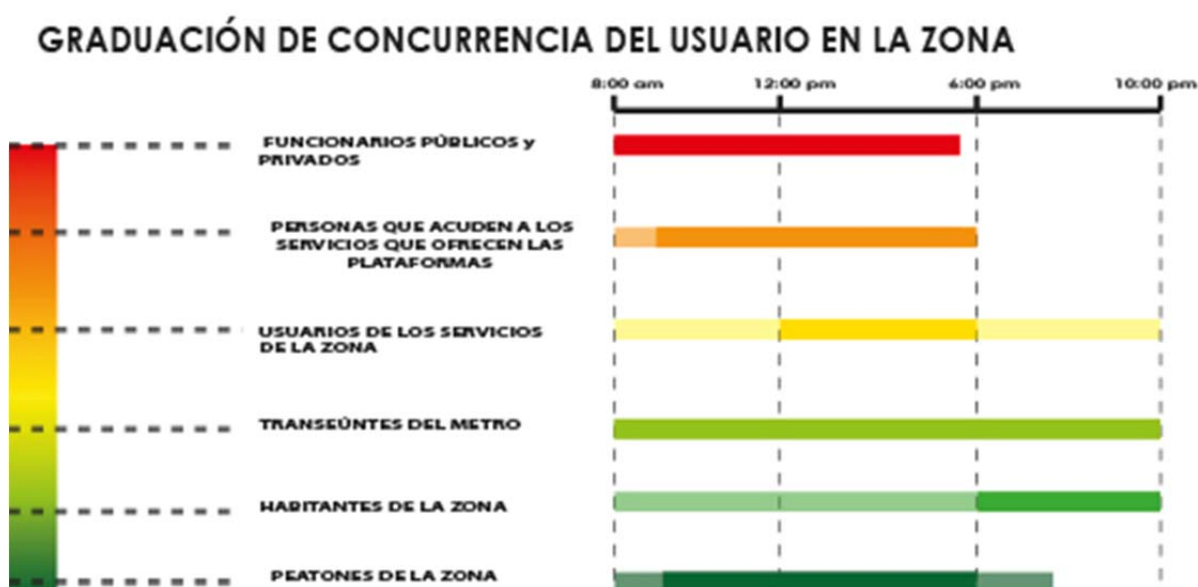 GRADUACIÓN DE CONCURRENCIA DEL USUARIO EN LA ZONA
8:00 am 12:00 pm 6:00 pm 10:00 pm
FUNCIONARIOS PÚBLICOS y
PRIVADOS
PERSONAS QUE ACUDEN A LOS
SERVICIOS QUE OFRECEN LAS
PLATAFORMAS
USUARIOS DE LOS SERVICIOS
DE LA ZONA
TRANSEÚNTES DEL METRO
HABITANTES DE LA ZONA
PEATONES DE LA ZONA